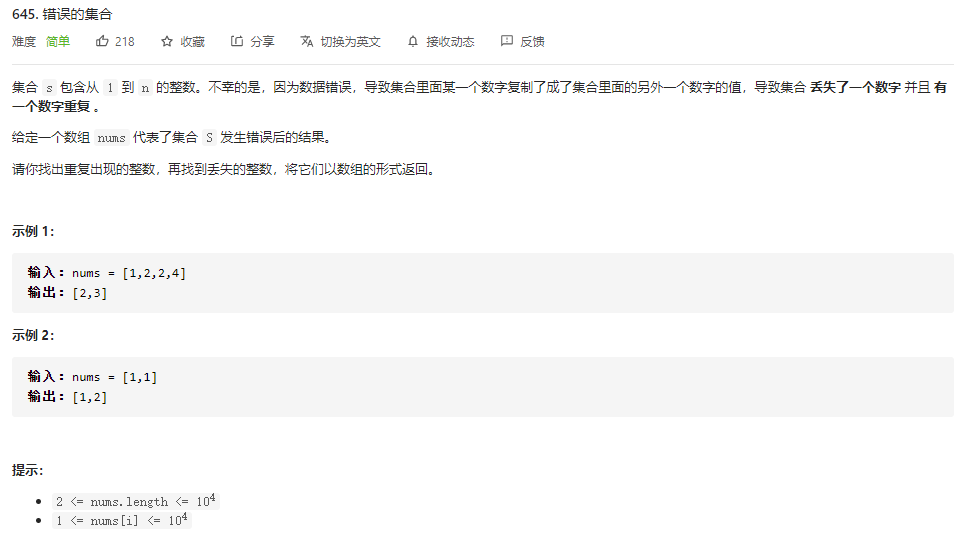 645. 错误的集合
难度 简单 218 收藏 分享 切换为英文 接收动态 反馈
集合 s 包含从 1 到 n 的整数。不幸的是，因为数据错误，导致集合里面某一个数字复制了成了集合里面的另外一个数字的值，导致集合 丢失了一个数字 并且 有
一个数字重复 。
给定一个数组 nums 代表了集合 S 发生错误后的结果。
请你找出重复出现的整数，再找到丢失的整数，将它们以数组的形式返回。
示例 1：
输入：nums = [1,2,2,4]
输出：[2,3]
示例 2：
输入：nums = [1,1]
输出：[1,2]
提示：
2 <= nums.length <= 10⁴
1 <= nums[i] <= 10⁴